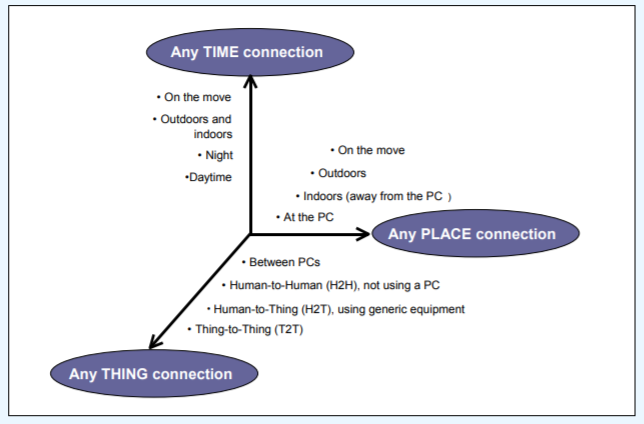 Any TIME connection
• On the move
• Outdoors and
indoors
• Night
•Daytime
• On the move
• Outdoors
• Indoors (away from the PC )
• At the PC
Any PLACE connection
• Between PCs
• Human-to-Human (H2H), not using a PC
• Human-to-Thing (H2T), using generic equipment
• Thing-to-Thing (T2T)
Any THING connection